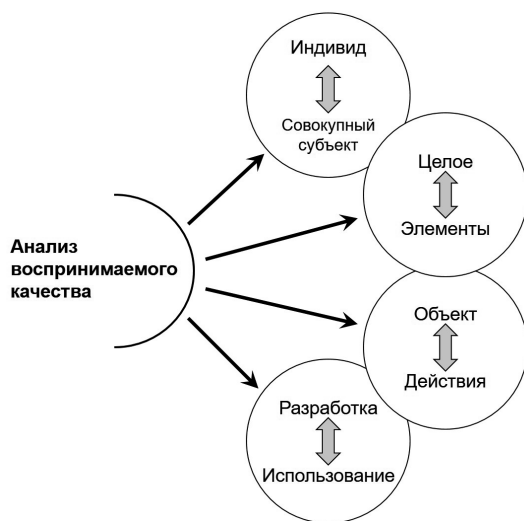 Индивид
Совокупный
субъект
Целое
Элементы
Анализ
воспринимаемого
качества
Объект
Действия
Разработка
Использование